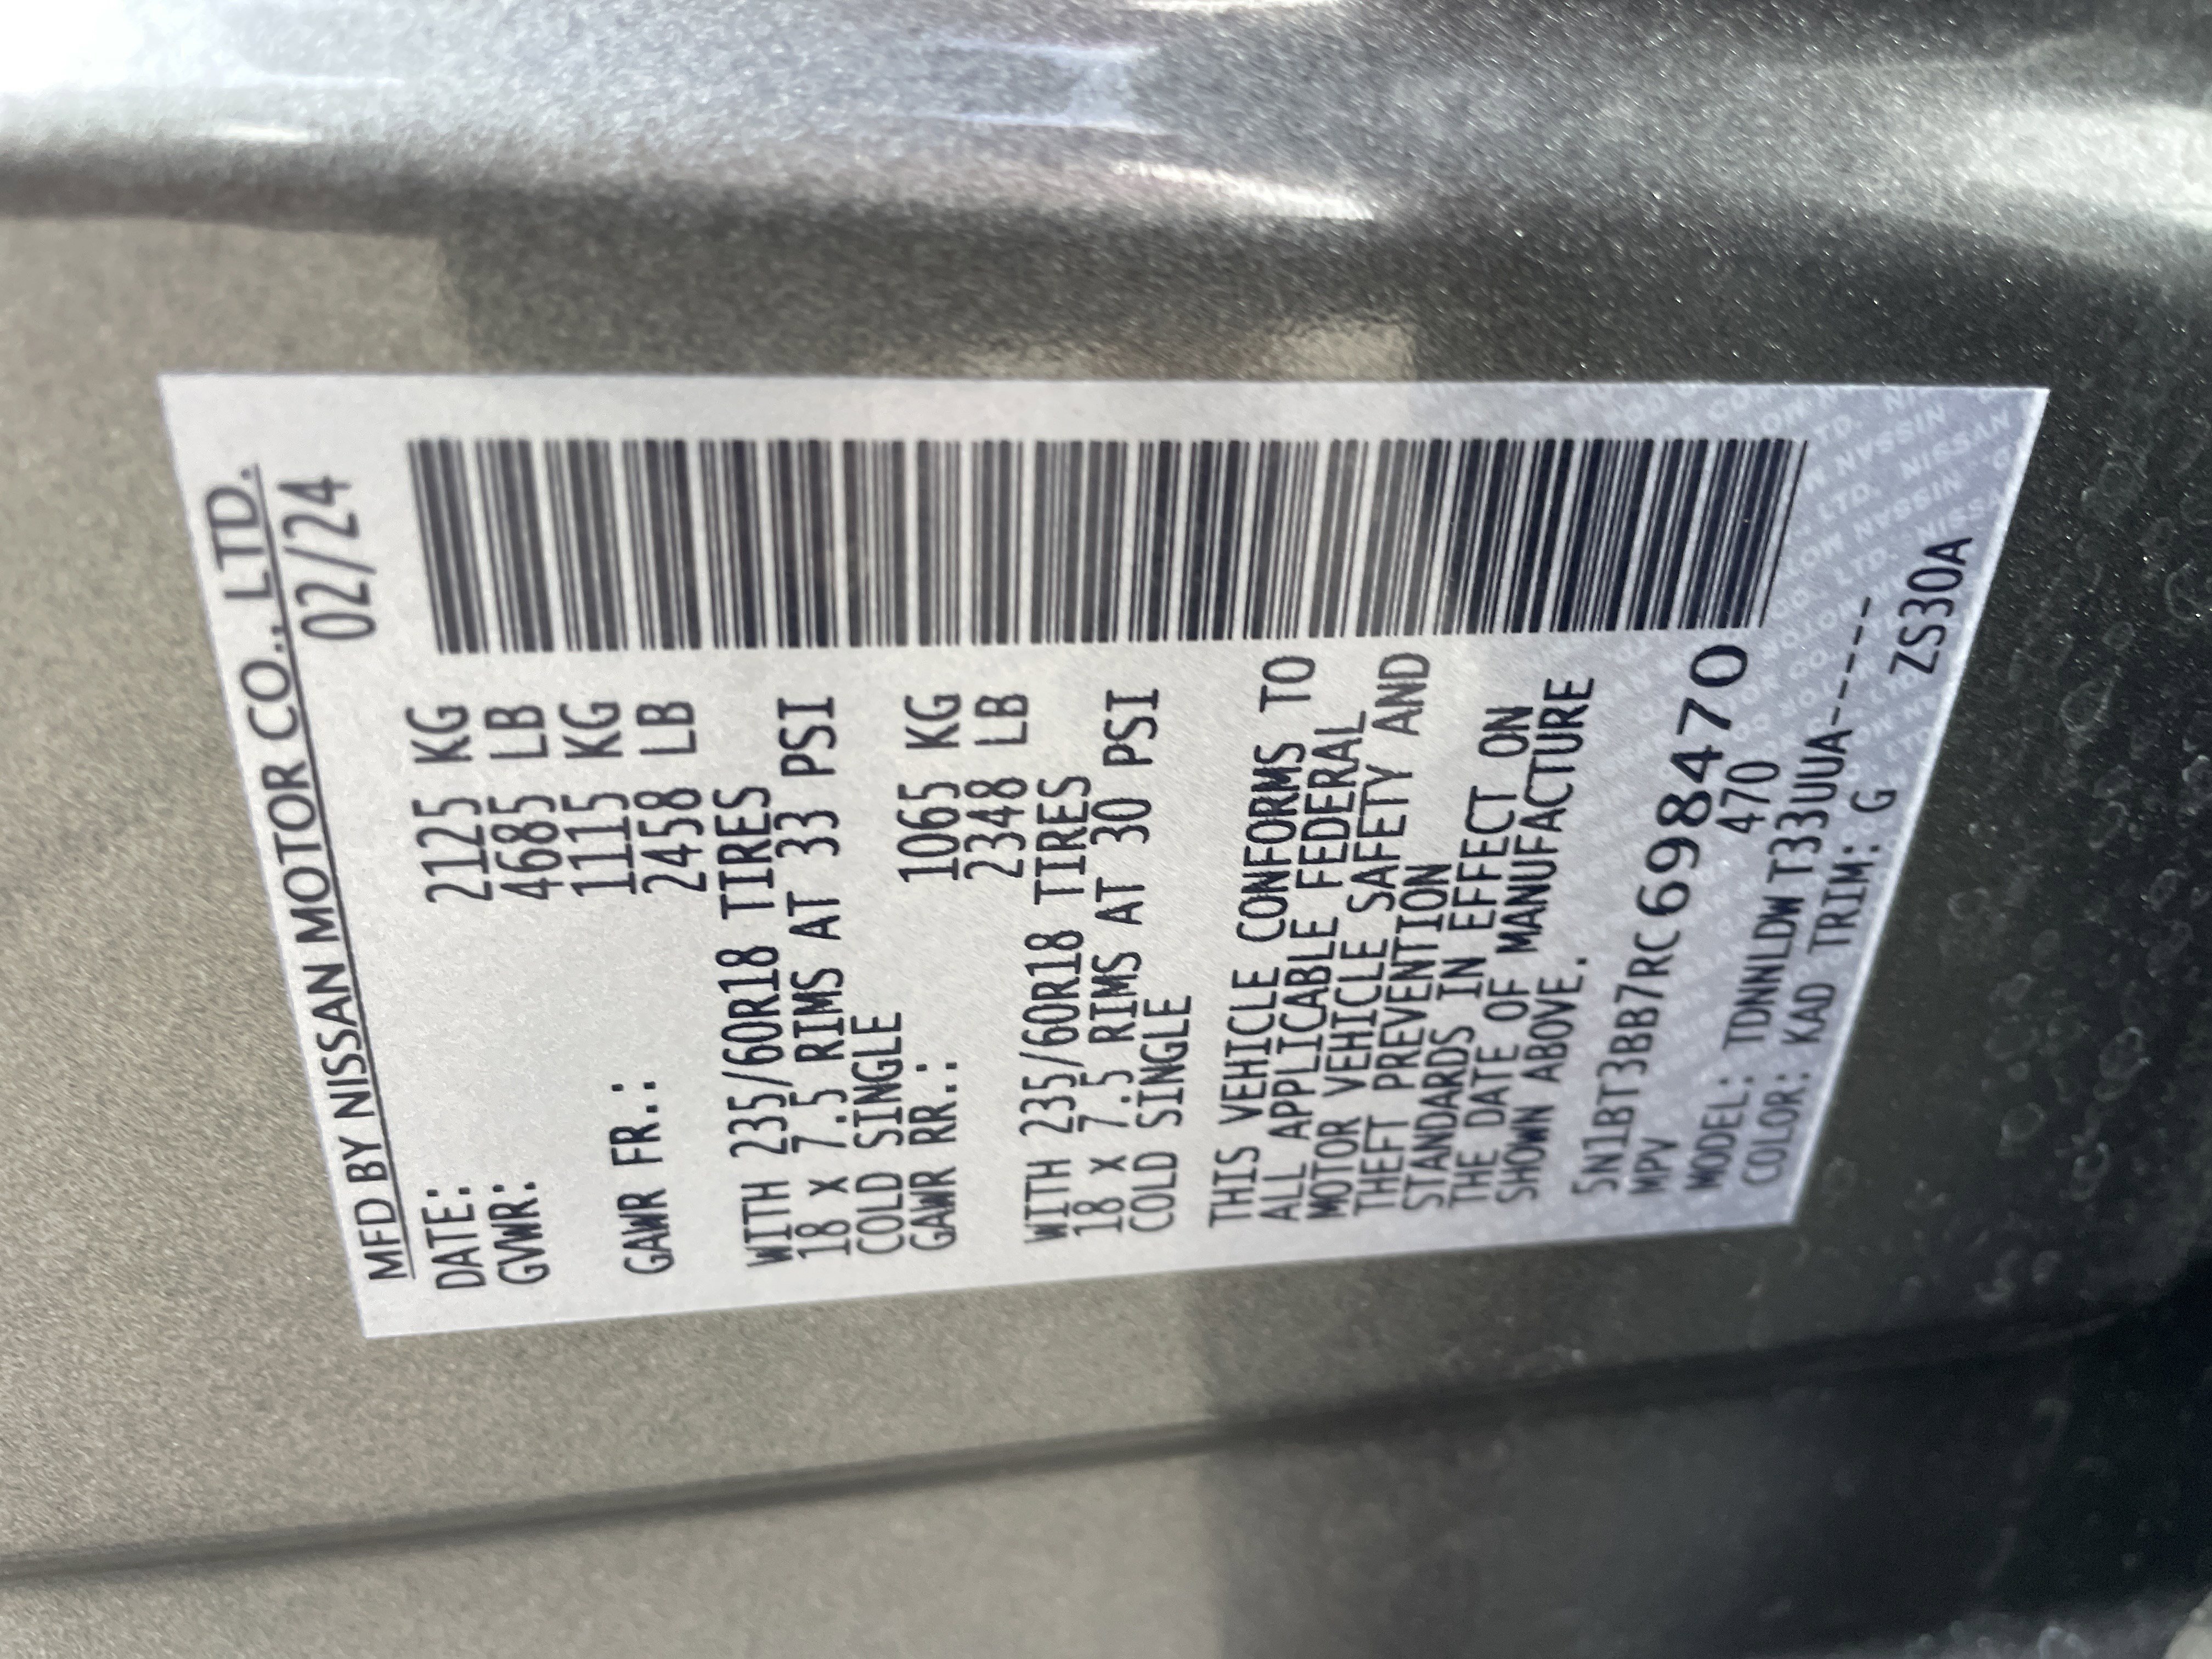 MFD BY NISSAN MOTOR CO., LTD.
DATE: 02/24
GVWR: 2125 KG
4685 LB
GAWR FR.: 1115 KG
2458 LB
WITH 235/60R18 TIRES
18 X 7.5 RIMS AT 33 PSI
COLD SINGLE
GAWR RR.: 1065 KG
2348 LB
WITH 235/60R18 TIRES
18 X 7.5 RIMS AT 30 PSI
COLD SINGLE
THIS VEHICLE CONFORMS TO
ALL APPLICABLE FEDERAL
MOTOR VEHICLE SAFETY AND
THEFT PREVENTION
STANDARDS IN EFFECT ON
THE DATE OF MANUFACTURE
SHOWN ABOVE.
5N1BT3BB7RC698470
MPV 470
MODEL: TDNNLDW T33UUA-----
COLOR: KAD TRIM: G ZS30A